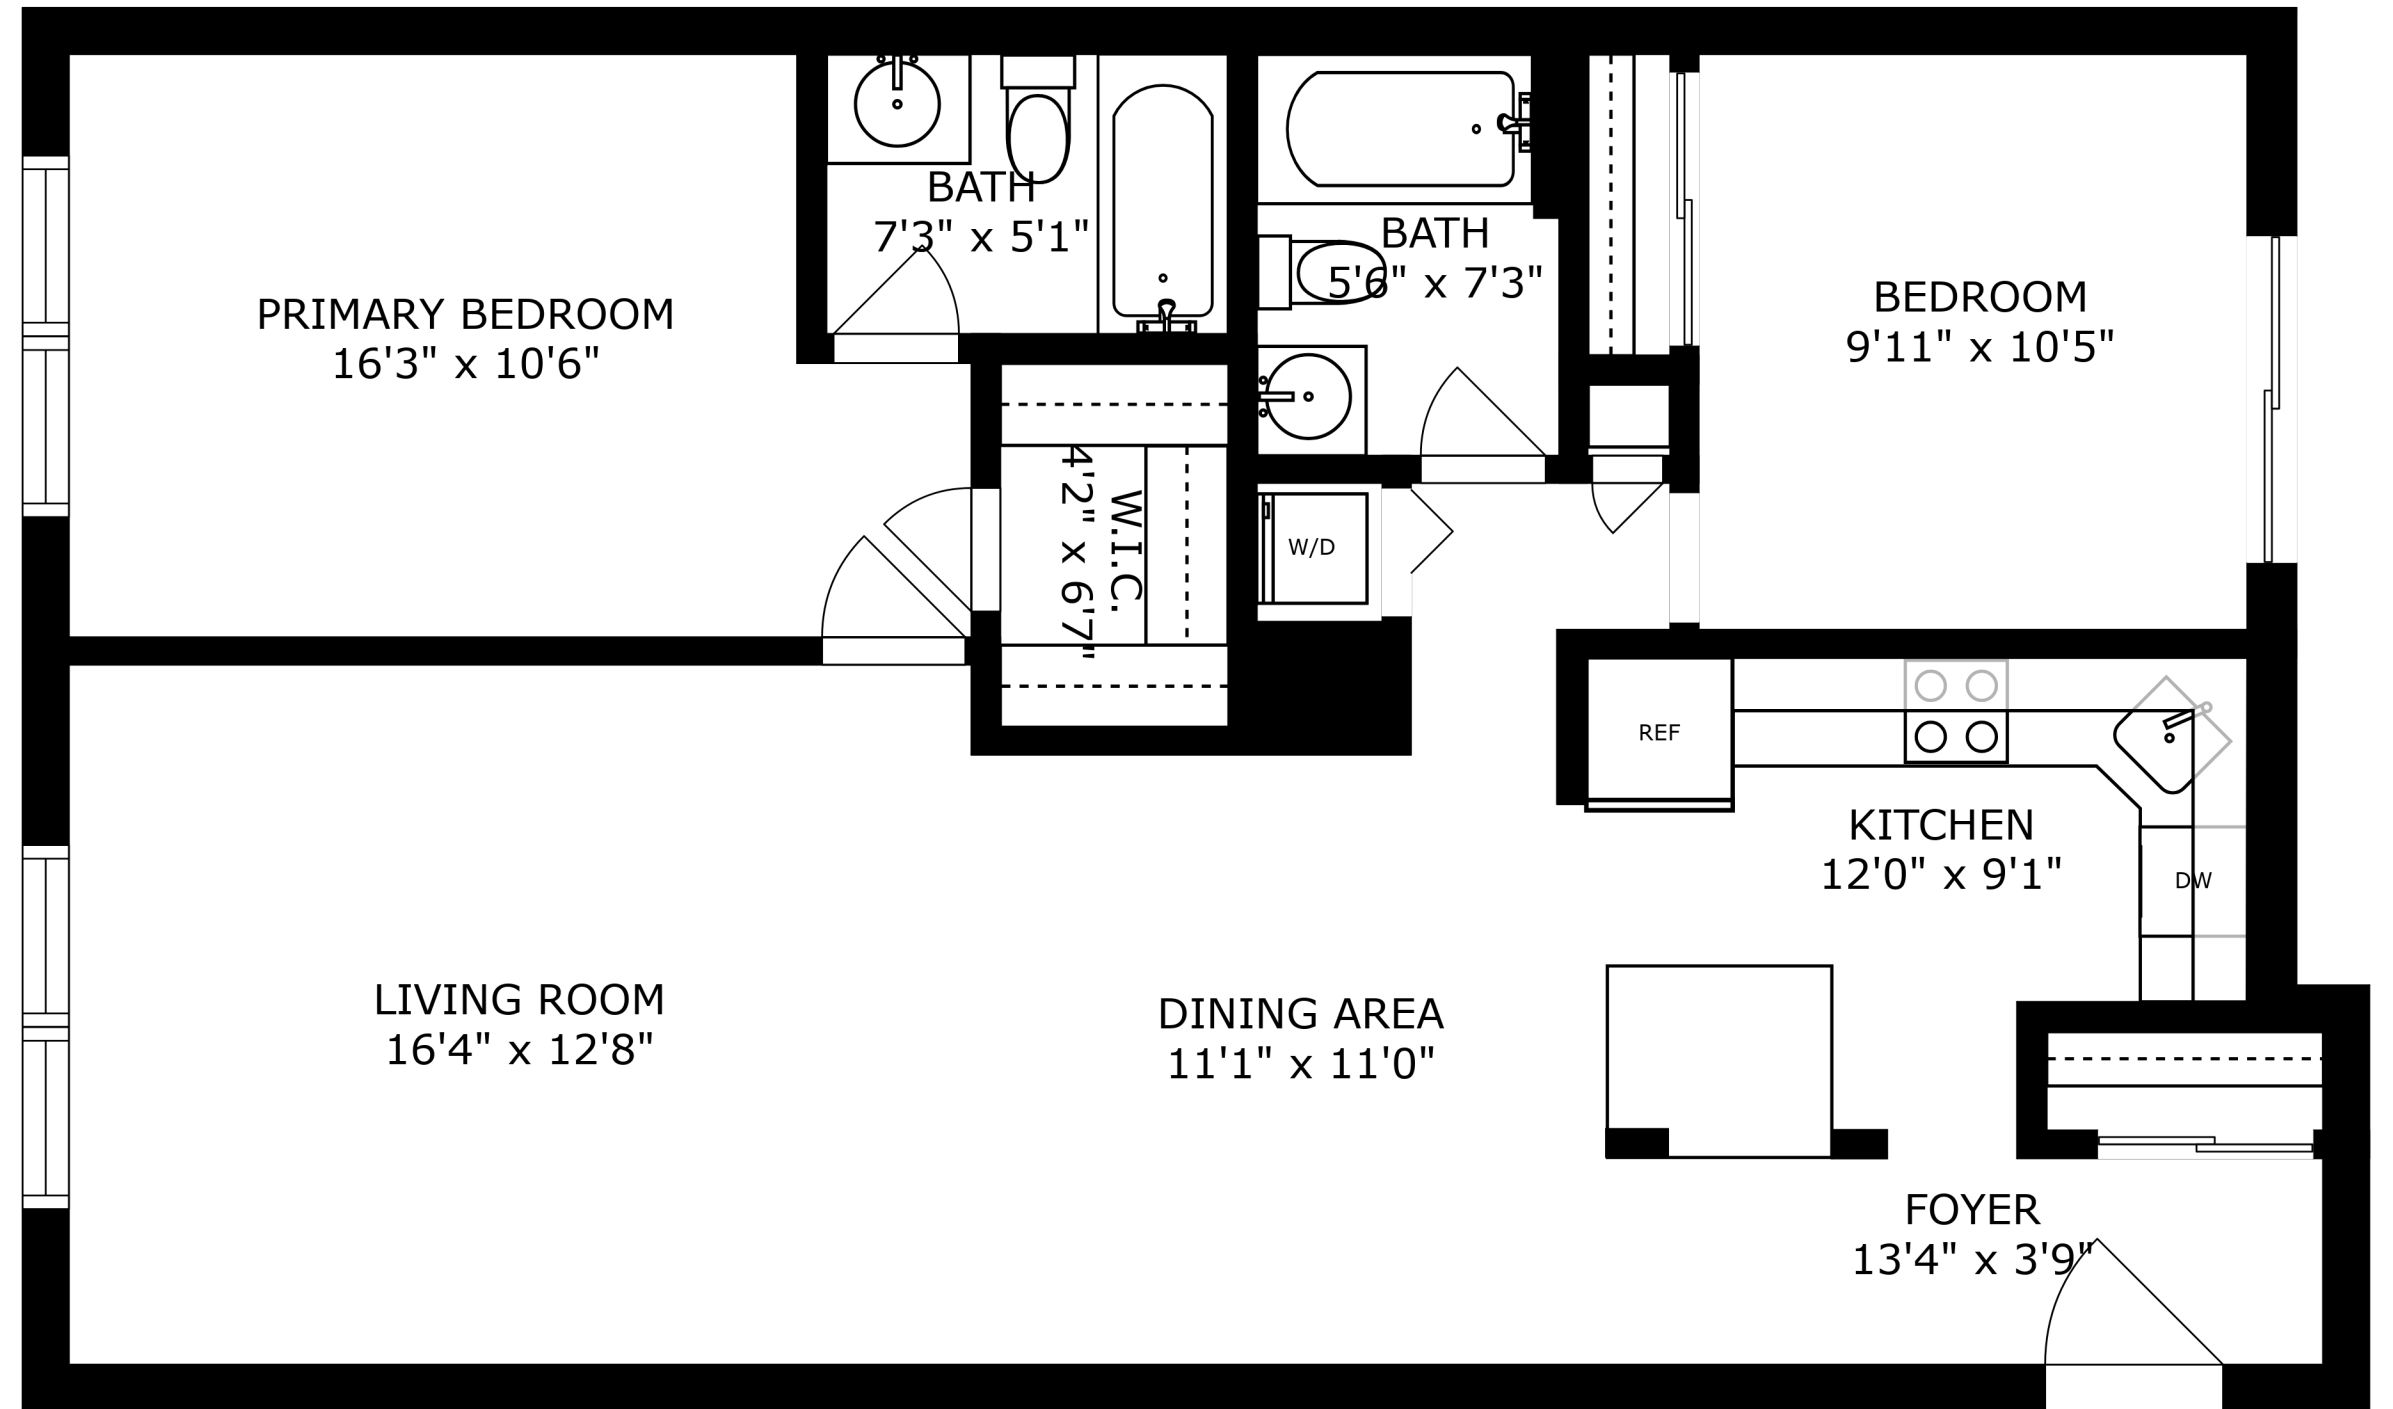 BATH
7'3" x 5'1"
BATH
5'6" x 7'3"
BEDROOM
9'11" x 10'5"
PRIMARY BEDROOM
16'3" x 10'6"
W.I.C.
4'2" x 6'7"
W/D
REF
KITCHEN
12'0" x 9'1"
DW
LIVING ROOM
16'4" x 12'8"
DINING AREA
11'1" x 11'0"
FOYER
13'4" x 3'9"